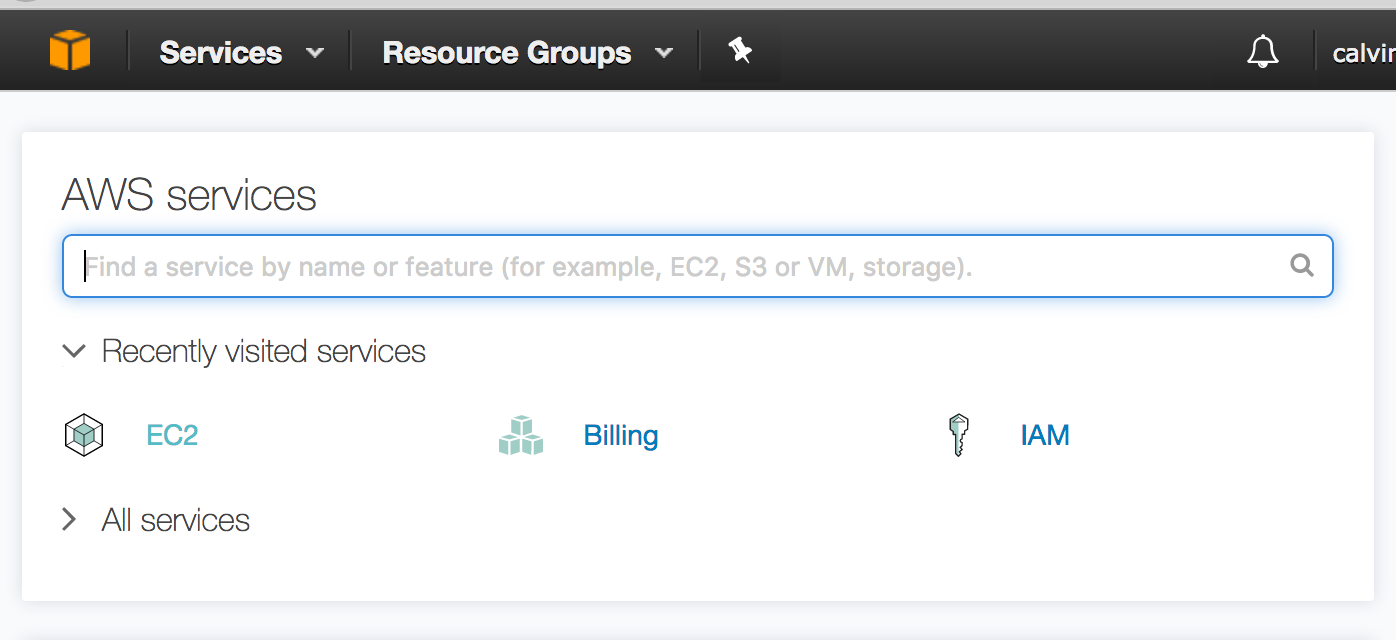 Services Resource Groups calvin
AWS services
Find a service by name or feature (for example, EC2, S3 or VM, storage).
Recently visited services
EC2 Billing IAM
All services